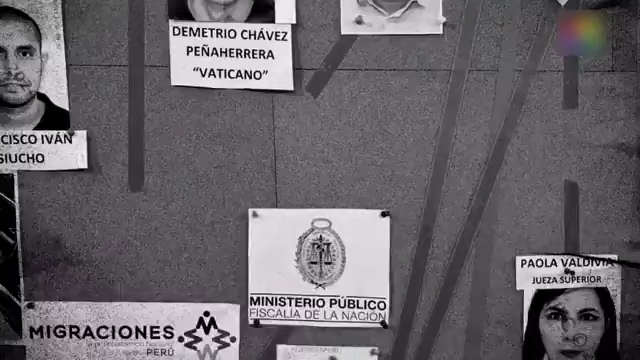 DEMETRIO CHÁVEZ
PEÑAHERRERA
“VATICANO”
CISCO IVÁN
SIUCHO
MINISTERIO PÚBLICO
FISCALÍA DE LA NACIÓN
PAOLA VALDIVIA
JUEZA SUPERIOR
MIGRACIONES
PERÚ